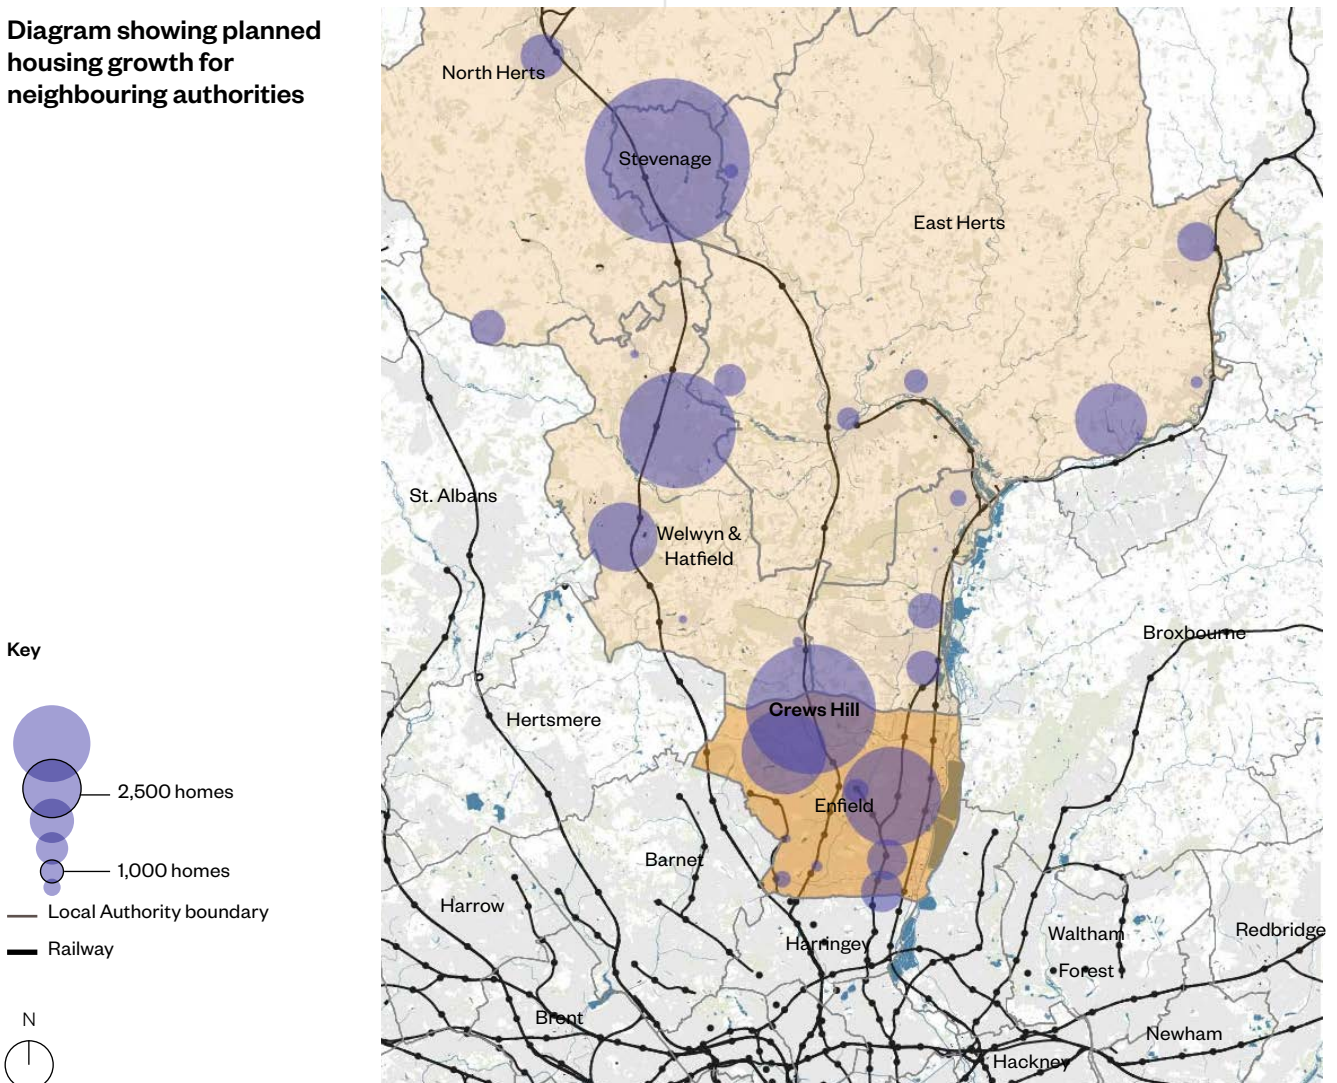 Diagram showing planned
housing growth for
neighbouring authorities
North Herts
Stevenage
East Herts
St. Albans
Welwyn &
Hatfield
Broxbourne
Crews Hill
Hertsmere
Enfield
Barnet
Harrow
Harringey
Waltham
Forest
Redbridge
Brent
Newham
Hackney
Key
2,500 homes
1,000 homes
Local Authority boundary
Railway
N